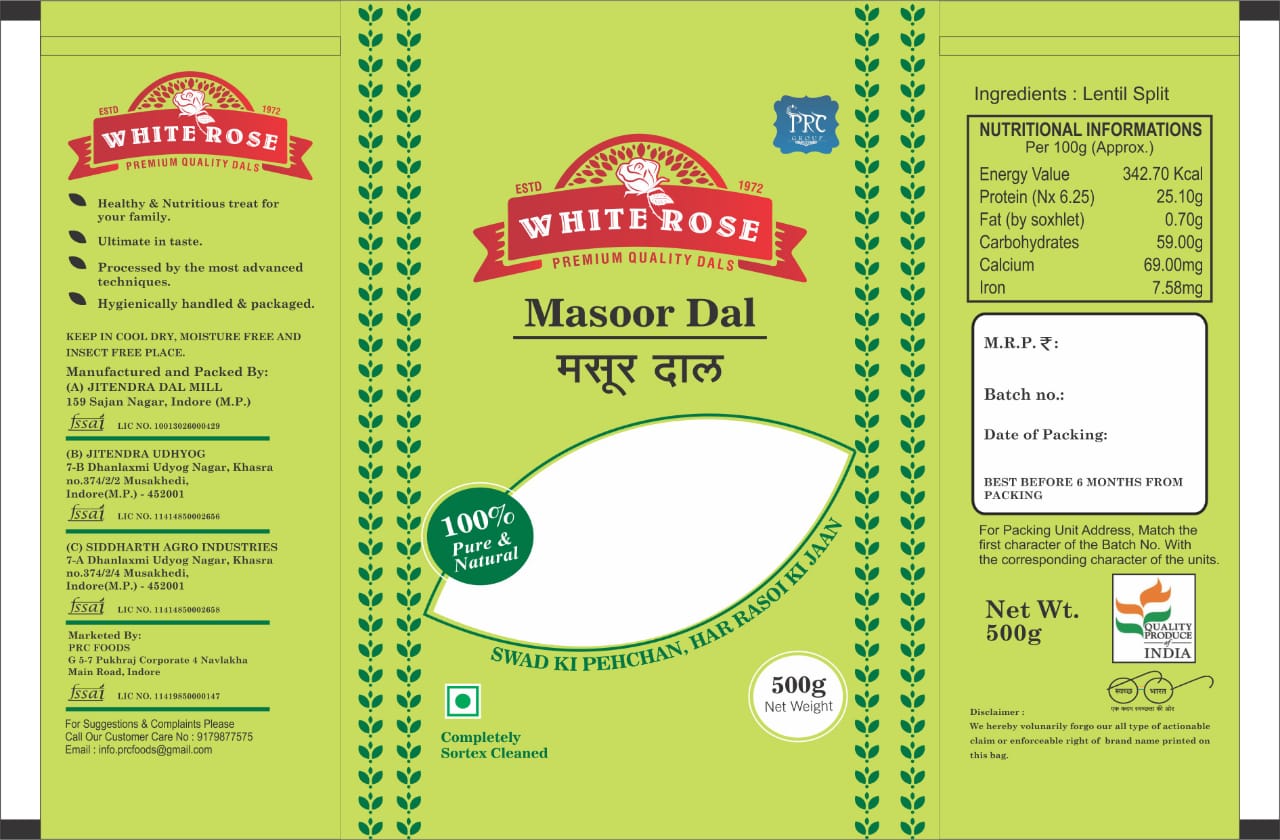 ESTD 1972
WHITE ROSE
PREMIUM QUALITY DALS
Healthy & Nutritious treat for
your family.
Ultimate in taste.
Processed by the most advanced
techniques.
Hygienically handled & packaged.
KEEP IN COOL DRY, MOISTURE FREE AND
INSECT FREE PLACE.
Manufactured and Packed By:
(A) JITENDRA DAL MILL
159 Sajan Nagar, Indore (M.P.)
fssai LIC NO. 10013026000429
(B) JITENDRA UDHYOG
7-B Dhanlaxmi Udyog Nagar, Khasra
no.374/2/2 Musakhedi,
Indore(M.P.) - 452001
fssai LIC NO. 11414850002656
(C) SIDDHARTH AGRO INDUSTRIES
7-A Dhanlaxmi Udyog Nagar, Khasra
no.374/2/4 Musakhedi,
Indore(M.P.) - 452001
fssai LIC NO. 11414850002658
Marketed By:
PRC FOODS
G 5-7 Pukhraj Corporate 4 Navlakha
Main Road, Indore
fssai LIC NO. 11419850000147
For Suggestions & Complaints Please
Call Our Customer Care No : 9179877575
Email : info.prcfoods@gmail.com
PRC
GROUP
ESTD 1972
WHITE ROSE
PREMIUM QUALITY DALS
Masoor Dal
मसूर दाल
100%
Pure &
Natural
SWAD KI PEHCHAN, HAR RASOI KI JAAN
500g
Net Weight
Completely
Sortex Cleaned
Ingredients : Lentil Split
NUTRITIONAL INFORMATIONS
Per 100g (Approx.)
Energy Value 342.70 Kcal
Protein (Nx 6.25) 25.10g
Fat (by soxhlet) 0.70g
Carbohydrates 59.00g
Calcium 69.00mg
Iron 7.58mg
M.R.P. ₹:
Batch no.:
Date of Packing:
BEST BEFORE 6 MONTHS FROM
PACKING
For Packing Unit Address, Match the
first character of the Batch No. With
the corresponding character of the units.
Net Wt.
500g
QUALITY
PRODUCE
of
INDIA
स्वच्छ भारत
एक कदम स्वच्छता की ओर
Disclaimer :
We hereby volunarily forgo our all type of actionable
claim or enforceable right of brand name printed on
this bag.